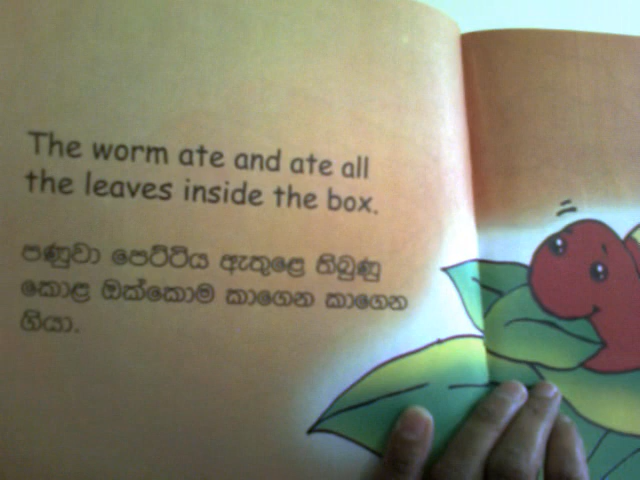 The worm ate and ate all
the leaves inside the box.
පණුවා පෙට්ටිය ඇතුළෙ තිබුණු
කොළ ඔක්කොම කාගෙන කාගෙන
ගියා.